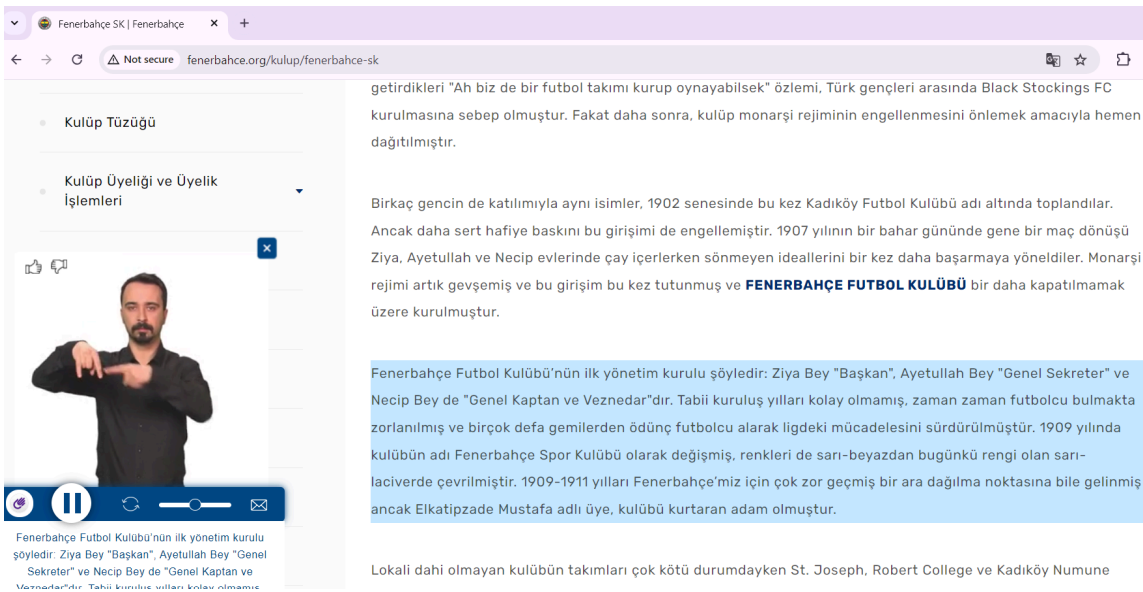 Fenerbahçe SK | Fenerbahçe
Not secure
fenerbahce.org/kulup/fenerbahce-sk
Kulüp Tüzüğü
Kulüp Üyeliği ve Üyelik
İşlemleri
Fenerbahçe Futbol Kulübü'nün ilk yönetim kurulu
şöyledir: Ziya Bey "Başkan", Ayetullah Bey "Genel
Sekreter" ve Necip Bey de "Genel Kaptan ve
Veznedar"dır. Tabii kuruluş yılları kolay olmamış,
getirdikleri "Ah biz de bir futbol takımı kurup oynayabilsek" özlemi, Türk gençleri arasında Black Stockings FC
kurulmasına sebep olmuştur. Fakat daha sonra, kulüp monarşi rejiminin engellenmesini önlemek amacıyla hemen
dağıtılmıştır.
Birkaç gencin de katılımıyla aynı isimler, 1902 senesinde bu kez Kadıköy Futbol Kulübü adı altında toplandılar.
Ancak daha sert hafiye baskını bu girişimi de engellemiştir. 1907 yılının bir bahar gününde gene bir maç dönüşü
Ziya, Ayetullah ve Necip evlerinde çay içerlerken sönmeyen ideallerini bir kez daha başarmaya yöneldiler. Monarşi
rejimi artık gevşemiş ve bu girişim bu kez tutunmuş ve FENERBAHÇE FUTBOL KULÜBÜ bir daha kapatılmamak
üzere kurulmuştur.
Fenerbahçe Futbol Kulübü'nün ilk yönetim kurulu şöyledir: Ziya Bey "Başkan", Ayetullah Bey "Genel Sekreter" ve
Necip Bey de "Genel Kaptan ve Veznedar"dır. Tabii kuruluş yılları kolay olmamış, zaman zaman futbolcu bulmakta
zorlanılmış ve birçok defa gemilerden ödünç futbolcu alarak ligdeki mücadelesini sürdürülmüştür. 1909 yılında
kulübün adı Fenerbahçe Spor Kulübü olarak değişmiş, renkleri de sarı-beyazdan bugünkü rengi olan sarı-
laciverde çevrilmiştir. 1909-1911 yılları Fenerbahçe'miz için çok zor geçmiş bir ara dağılma noktasına bile gelinmiş
ancak Elkatipzade Mustafa adlı üye, kulübü kurtaran adam olmuştur.
Lokali dahi olmayan kulübün takımları çok kötü durumdayken St. Joseph, Robert College ve Kadıköy Numune